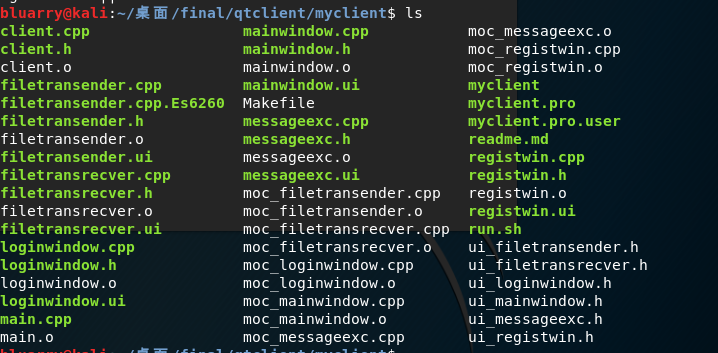 bluarry@kali:~/桌面/final/qtclient/myclient$ ls
client.cpp mainwindow.cpp moc_messageexc.o
client.h mainwindow.h moc_registwin.cpp
client.o mainwindow.o moc_registwin.o
filetransender.cpp mainwindow.ui myclient
filetransender.cpp.Es6260 Makefile myclient.pro
filetransender.h messageexc.cpp myclient.pro.user
filetransender.o messageexc.h readme.md
filetransender.ui messageexc.o registwin.cpp
filetransrecver.cpp messageexc.ui registwin.h
filetransrecver.h moc_filetransender.cpp registwin.o
filetransrecver.o moc_filetransender.o registwin.ui
filetransrecver.ui moc_filetransrecver.cpp run.sh
loginwindow.cpp moc_filetransrecver.o ui_filetransender.h
loginwindow.h moc_loginwindow.cpp ui_filetransrecver.h
loginwindow.o moc_loginwindow.o ui_loginwindow.h
loginwindow.ui moc_mainwindow.cpp ui_mainwindow.h
main.cpp moc_mainwindow.o ui_messageexc.h
main.o moc_messageexc.cpp ui_registwin.h
bluarry@kali:~/桌面/final/qtclient/myclient$